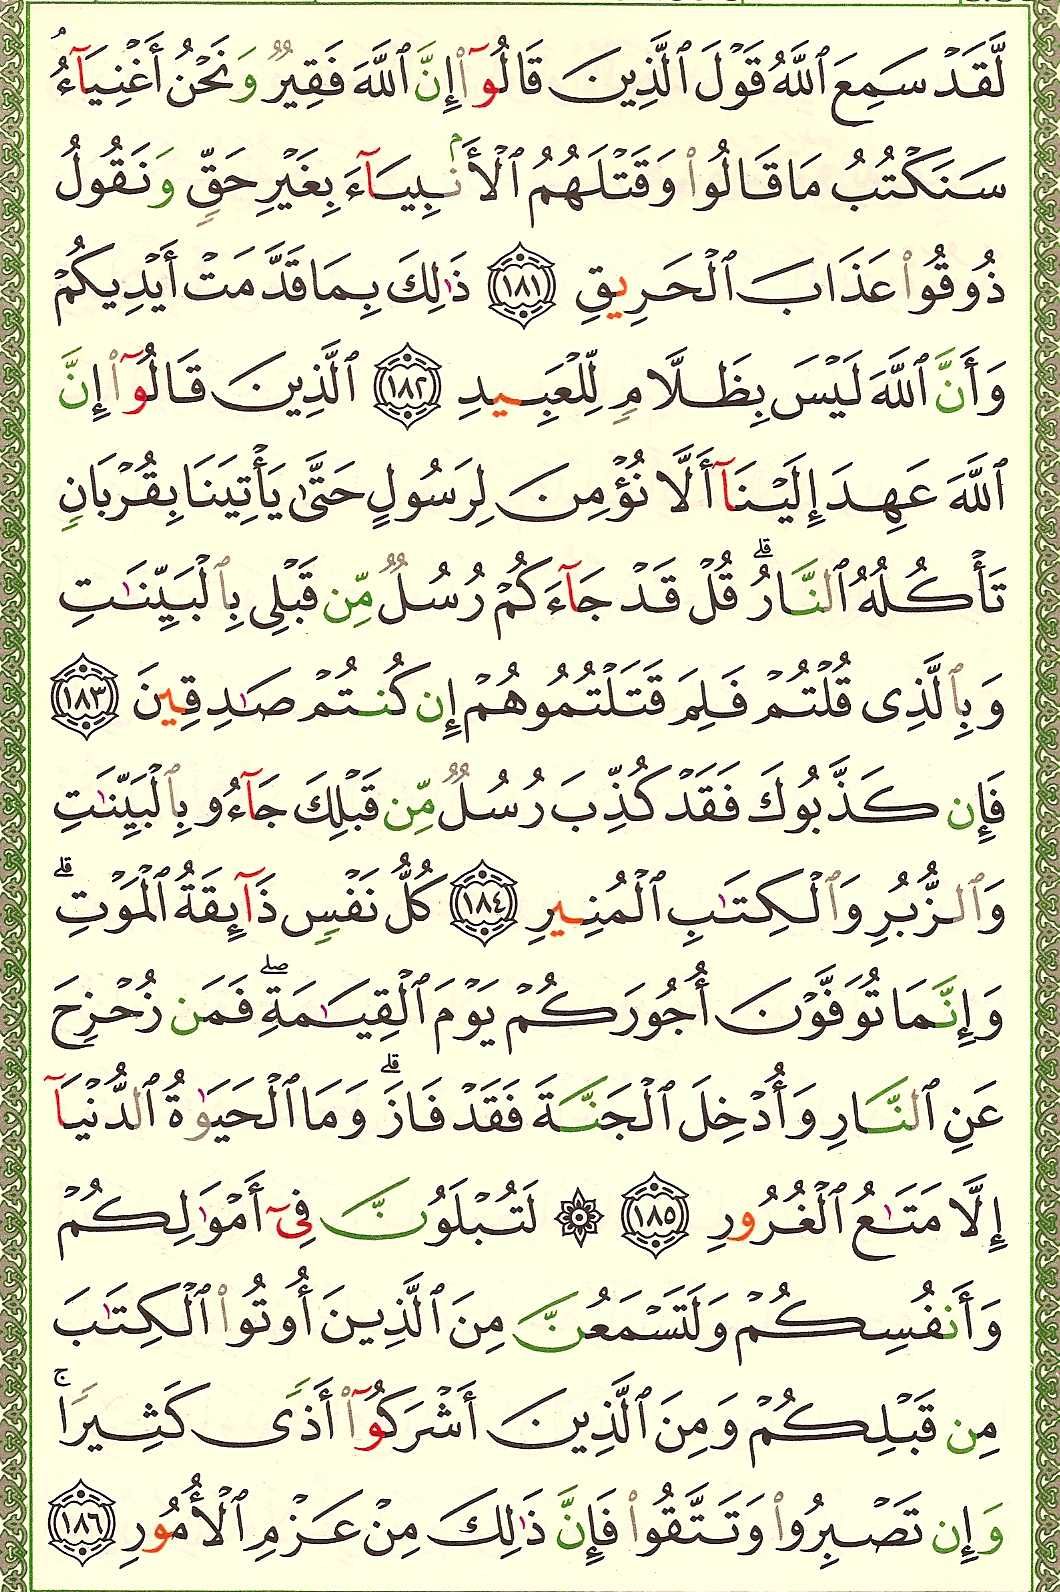 لَّقَدْ سَمِعَ ٱللَّهُ قَوْلَ ٱلَّذِينَ قَالُوٓا۟ إِنَّ ٱللَّهَ فَقِيرٌ وَنَحْنُ أَغْنِيَآءُ ۘ
سَنَكْتُبُ مَا قَالُوا۟ وَقَتْلَهُمُ ٱلْأَنۢبِيَآءَ بِغَيْرِ حَقٍّ وَنَقُولُ
ذُوقُوا۟ عَذَابَ ٱلْحَرِيقِ ١٨١ ذَٰلِكَ بِمَا قَدَّمَتْ أَيْدِيكُمْ
وَأَنَّ ٱللَّهَ لَيْسَ بِظَلَّامٍ لِّلْعَبِيدِ ١٨٢ ٱلَّذِينَ قَالُوٓا۟ إِنَّ
ٱللَّهَ عَهِدَ إِلَيْنَآ أَلَّا نُؤْمِنَ لِرَسُولٍ حَتَّىٰ يَأْتِيَنَا بِقُرْبَانٍ
تَأْكُلُهُ ٱلنَّارُ ۗ قُلْ قَدْ جَآءَكُمْ رُسُلٌ مِّن قَبْلِى بِٱلْبَيِّنَٰتِ
وَبِٱلَّذِى قُلْتُمْ فَلِمَ قَتَلْتُمُوهُمْ إِن كُنتُمْ صَٰدِقِينَ ١٨٣
فَإِن كَذَّبُوكَ فَقَدْ كُذِّبَ رُسُلٌ مِّن قَبْلِكَ جَآءُو بِٱلْبَيِّنَٰتِ
وَٱلزُّبُرِ وَٱلْكِتَٰبِ ٱلْمُنِيرِ ١٨٤ كُلُّ نَفْسٍ ذَآئِقَةُ ٱلْمَوْتِ ۗ
وَإِنَّمَا تُوَفَّوْنَ أُجُورَكُمْ يَوْمَ ٱلْقِيَٰمَةِ ۖ فَمَن زُحْزِحَ
عَنِ ٱلنَّارِ وَأُدْخِلَ ٱلْجَنَّةَ فَقَدْ فَازَ ۗ وَمَا ٱلْحَيَوٰةُ ٱلدُّنْيَآ
إِلَّا مَتَٰعُ ٱلْغُرُورِ ١٨٥ ۞ لَتُبْلَوُنَّ فِىٓ أَمْوَٰلِكُمْ
وَأَنفُسِكُمْ وَلَتَسْمَعُنَّ مِنَ ٱلَّذِينَ أُوتُوا۟ ٱلْكِتَٰبَ
مِن قَبْلِكُمْ وَمِنَ ٱلَّذِينَ أَشْرَكُوٓا۟ أَذًى كَثِيرًا ۚ
وَإِن تَصْبِرُوا۟ وَتَتَّقُوا۟ فَإِنَّ ذَٰلِكَ مِنْ عَزْمِ ٱلْأُمُورِ ١٨٦